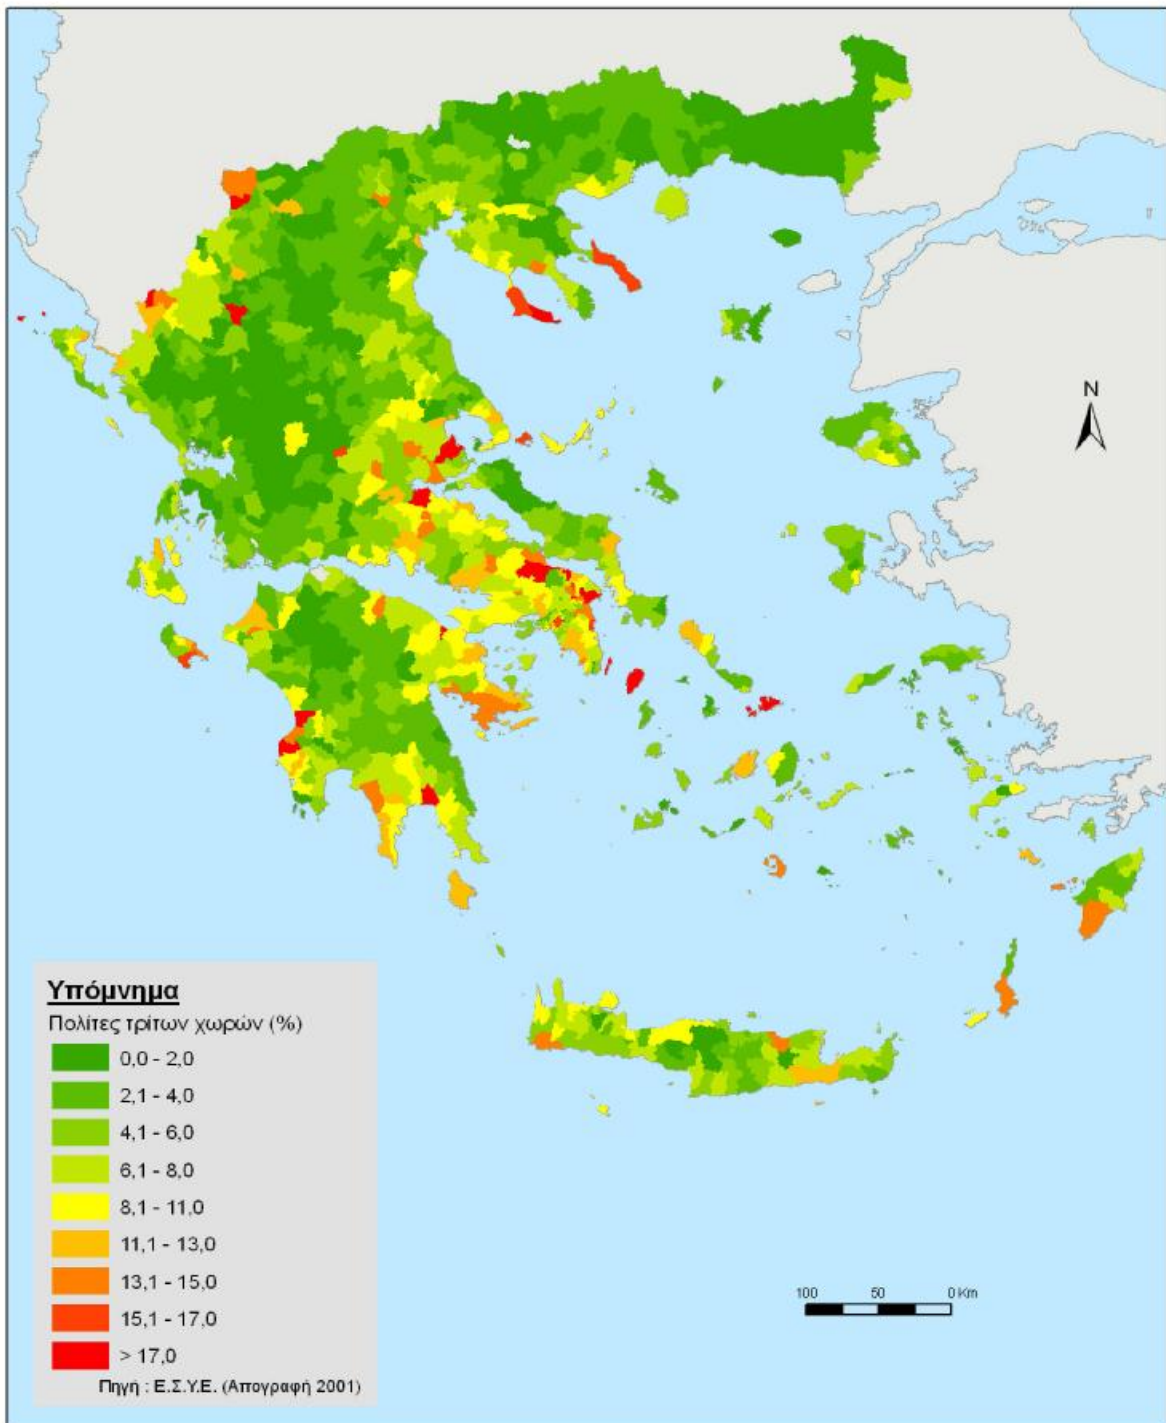 N
Υπόμνημα
Πολίτες τρίτων χωρών (%)
0,0 - 2,0
2,1 - 4,0
4,1 - 6,0
6,1 - 8,0
8,1 - 11,0
11,1 - 13,0
13,1 - 15,0
15,1 - 17,0
> 17,0
Πηγή : Ε.Σ.Υ.Ε. (Απογραφή 2001)
100 50 0 Km